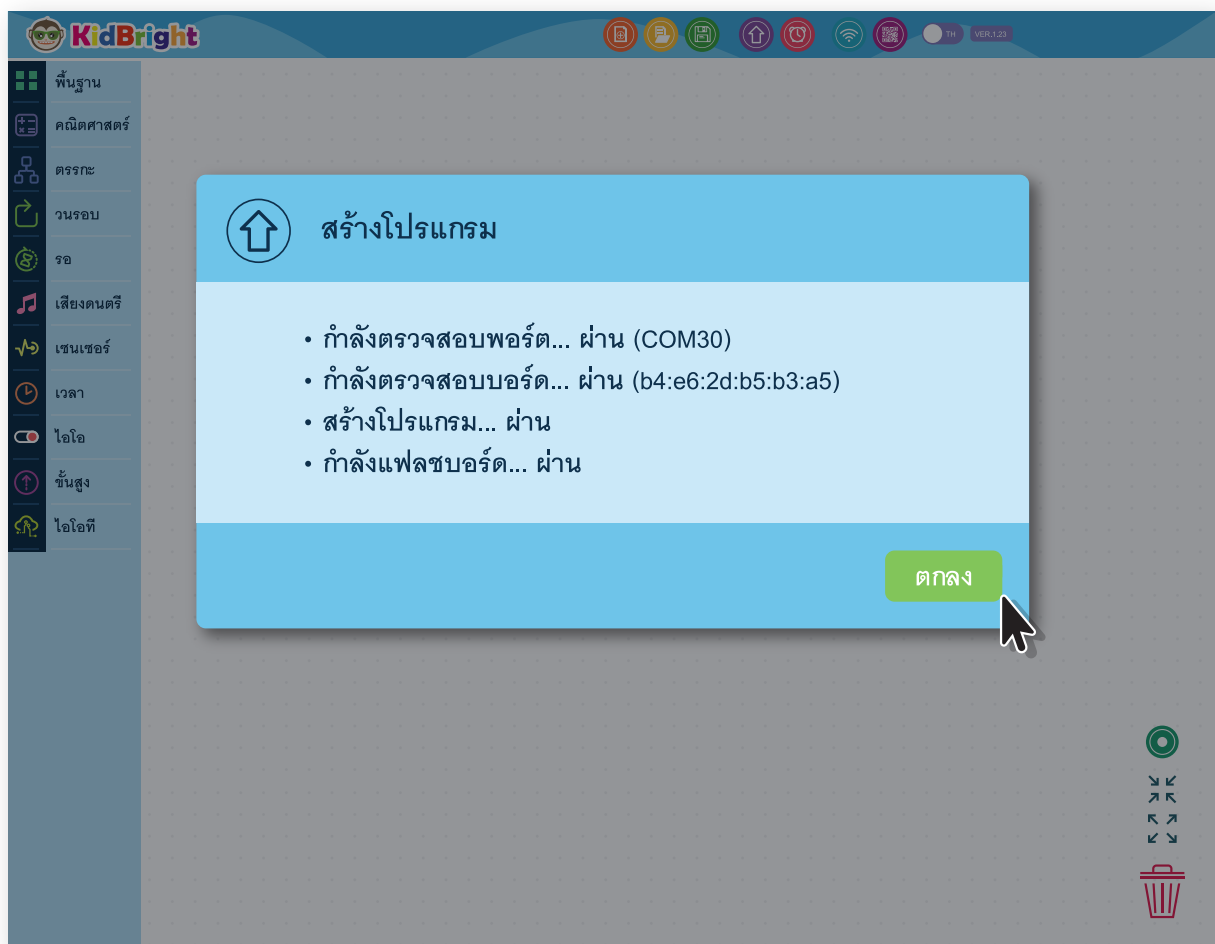 KidBright
TH
VER.1.23
พื้นฐาน
คณิตศาสตร์
ตรรกะ
วนรอบ
รอ
เสียงดนตรี
เซนเซอร์
เวลา
ไอโอ
ขั้นสูง
ไอโอที
สร้างโปรแกรม
• กำลังตรวจสอบพอร์ต... ผ่าน (COM30)
• กำลังตรวจสอบบอร์ด... ผ่าน (b4:e6:2d:b5:b3:a5)
• สร้างโปรแกรม... ผ่าน
• กำลังแฟลชบอร์ด... ผ่าน
ตกลง